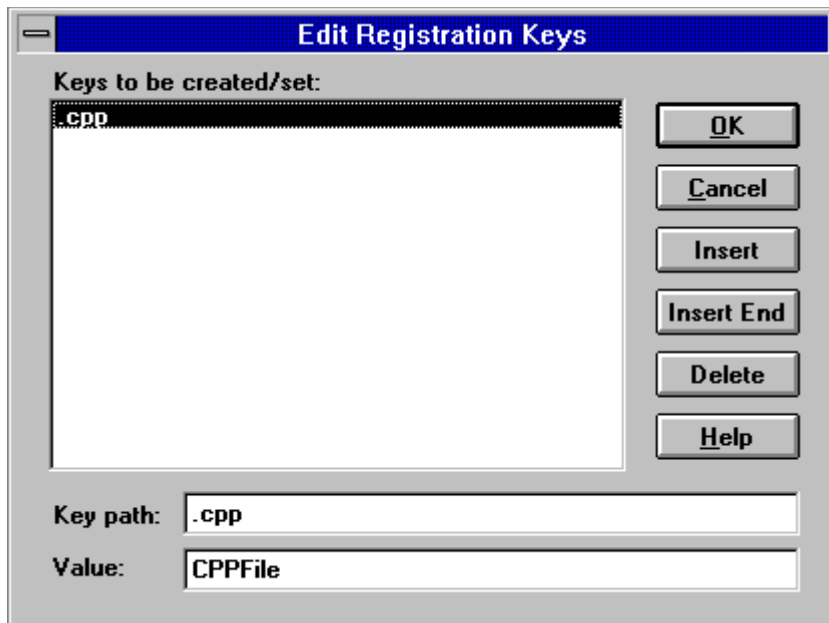 Edit Registration Keys
Keys to be created/set:
.cpp
OK
Cancel
Insert
Insert End
Delete
Help
Key path: .cpp
Value: CPPFile